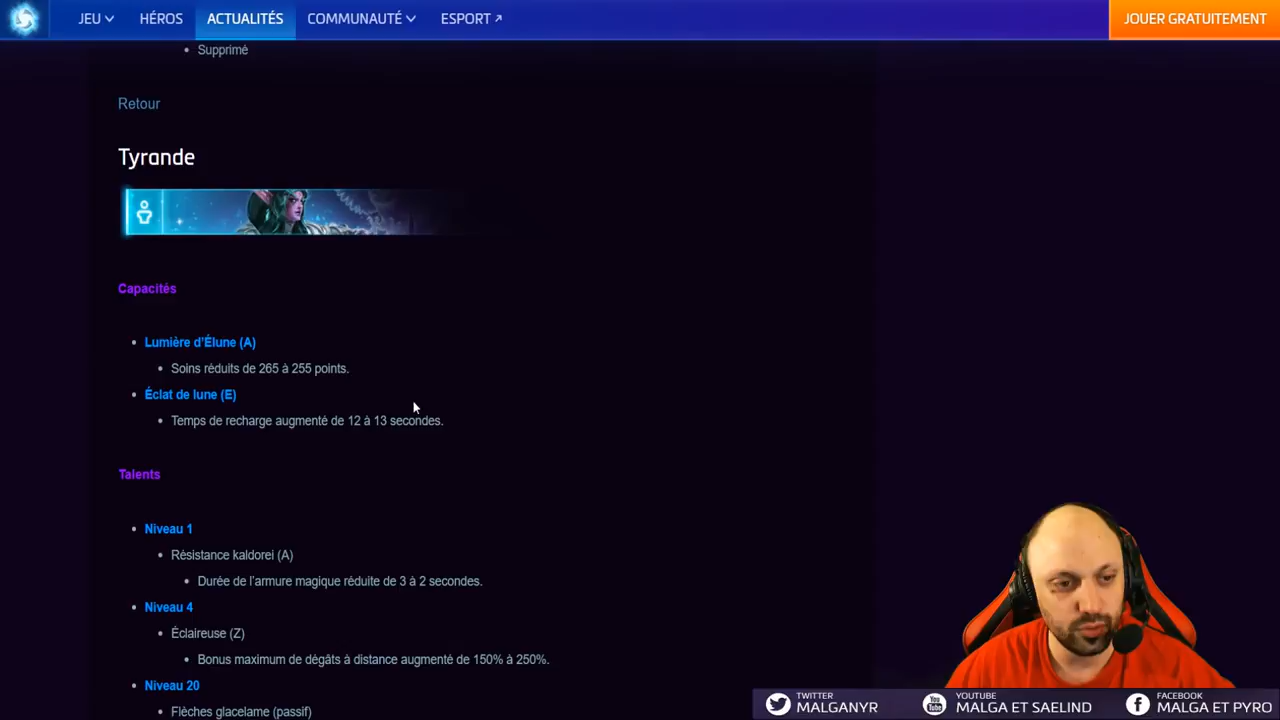 JEU HÉROS ACTUALITÉS COMMUNAUTÉ ESPORT JOUER GRATUITEMENT
Supprimé
Retour
Tyrande
Capacités
Lumière d'Élune (A)
Soins réduits de 265 à 255 points.
Éclat de lune (E)
Temps de recharge augmenté de 12 à 13 secondes.
Talents
Niveau 1
Résistance kaldorei (A)
Durée de l'armure magique réduite de 3 à 2 secondes.
Niveau 4
Éclaireuse (Z)
Bonus maximum de dégâts à distance augmenté de 150% à 250%.
Niveau 20
Flèches glacelame (passif)
TWITTER
MALGANYR
YOUTUBE
MALGA ET SAELIND
FACEBOOK
MALGA ET PYRO